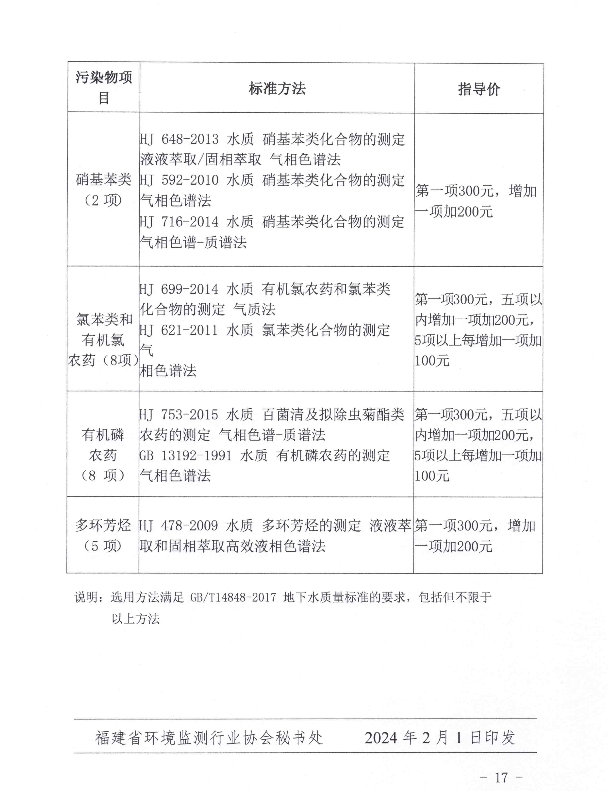 污染物项
目
标准方法
指导价
硝基苯类
（2 项）
HJ 648-2013 水质 硝基苯类化合物的测定
液液萃取/固相萃取 气相色谱法
HJ 592-2010 水质 硝基苯类化合物的测定
气相色谱法
HJ 716-2014 水质 硝基苯类化合物的测定
气相色谱-质谱法
第一项300元，增加
一项加200元
氯苯类和
有机氯
农药（8项）
HJ 699-2014 水质 有机氯农药和氯苯类
化合物的测定 气质法
HJ 621-2011 水质 氯苯类化合物的测定
气
相色谱法
第一项300元，五项以
内增加一项加200元，
5项以上每增加一项加
100元
有机磷
农药
（8 项）
HJ 753-2015 水质 百菌清及拟除虫菊酯类
农药的测定 气相色谱-质谱法
GB 13192-1991 水质 有机磷农药的测定
气相色谱法
第一项300元，五项以
内增加一项加200元，
5项以上每增加一项加
100元
多环芳烃
（5 项）
HJ 478-2009 水质 多环芳烃的测定 液液萃
取和固相萃取高效液相色谱法
第一项300元，增加
一项加200元
说明：选用方法满足 GB/T14848-2017 地下水质量标准的要求，包括但不限于
以上方法
福建省环境监测行业协会秘书处 2024 年 2 月 1 日印发
- 17 -